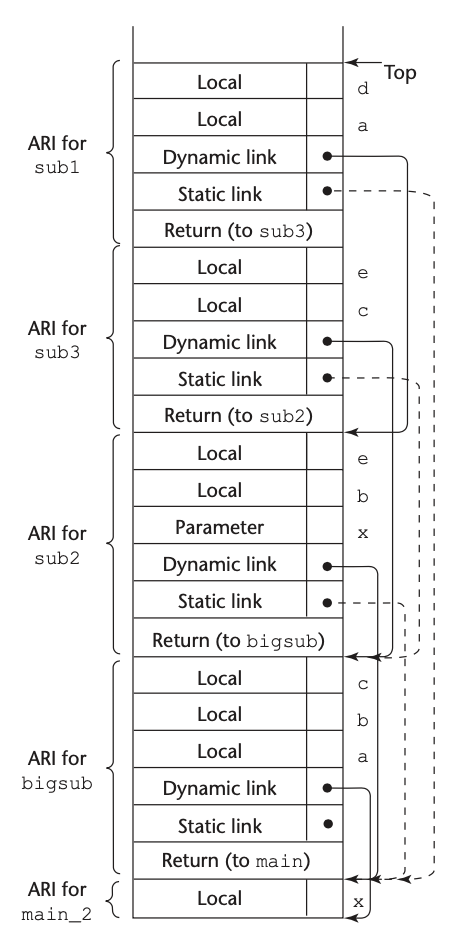 Top
Local d
Local a
ARI for
sub1
Dynamic link
Static link
Return (to sub3)
Local e
Local c
ARI for
sub3
Dynamic link
Static link
Return (to sub2)
Local e
Local b
ARI for
sub2
Parameter x
Dynamic link
Static link
Return (to bigsub)
Local c
Local b
Local a
ARI for
bigsub
Dynamic link
Static link
Return (to main)
ARI for
main_2
Local x